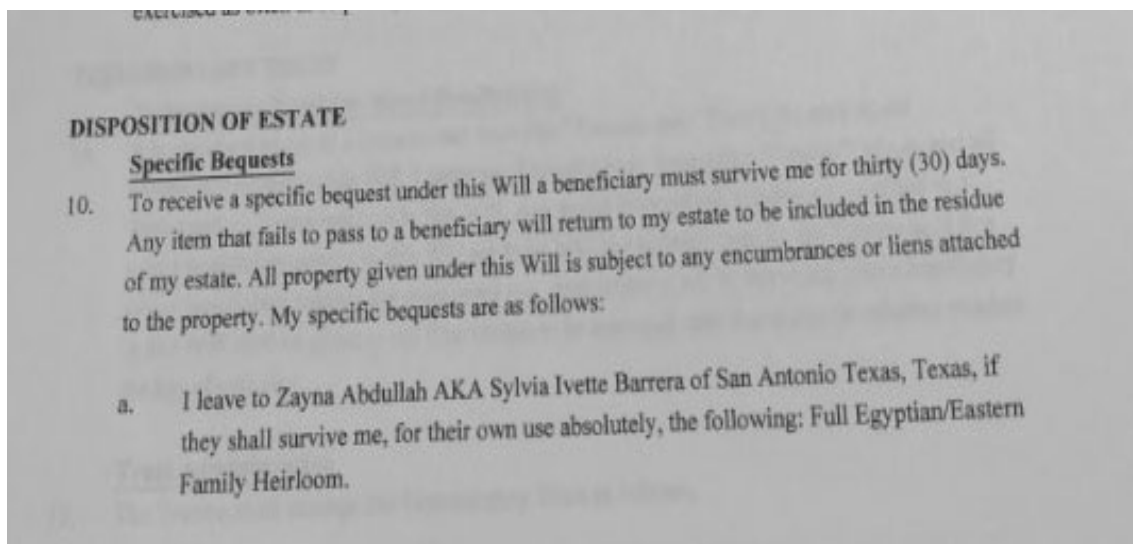 DISPOSITION OF ESTATE
Specific Bequests
10. To receive a specific bequest under this Will a beneficiary must survive me for thirty (30) days.
Any item that fails to pass to a beneficiary will return to my estate to be included in the residue
of my estate. All property given under this Will is subject to any encumbrances or liens attached
to the property. My specific bequests are as follows:
a. I leave to Zayna Abdullah AKA Sylvia Ivette Barrera of San Antonio Texas, Texas, if
they shall survive me, for their own use absolutely, the following: Full Egyptian/Eastern
Family Heirloom.